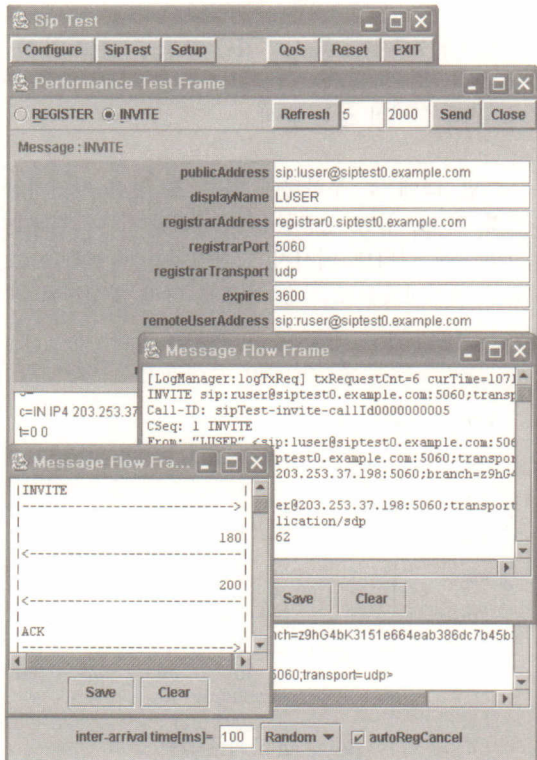 Sip Test
Configure SipTest Setup QoS Reset EXIT
Performance Test Frame
REGISTER INVITE Refresh 5 2000 Send Close
Message : INVITE
publicAddress sip:luser@siptest0.example.com
displayName LUSER
registrarAddress registrar0.siptest0.example.com
registrarPort 5060
registrarTransport udp
expires 3600
remoteUserAddress sip:ruser@siptest0.example.com
Message Flow Frame
[LogManager:logTxReq] txRequestCnt=6 curTime=1071
INVITE sip:ruser@siptest0.example.com:5060;transp
Call-ID: sipTest-invite-callId0000000005
CSeq: 1 INVITE
From: "LUSER" <sip:luser@siptest0.example.com:506
ptest0.example.com:5060;transpor
203.253.37.198:5060;branch=z9hG4
er@203.253.37.198:5060;transport
lication/sdp
62
Save Clear
c=IN IP4 203.253.37
t=0 0
Message Flow Fra...
|INVITE |
|---------------------->|
| 180|
|<----------------------|
| 200|
|<----------------------|
|ACK |
|---------------------->|
Save Clear
nch=z9hG4bK3151e664eab386dc7b45b
5060;transport=udp>
inter-arrival time[ms]= 100 Random autoRegCancel